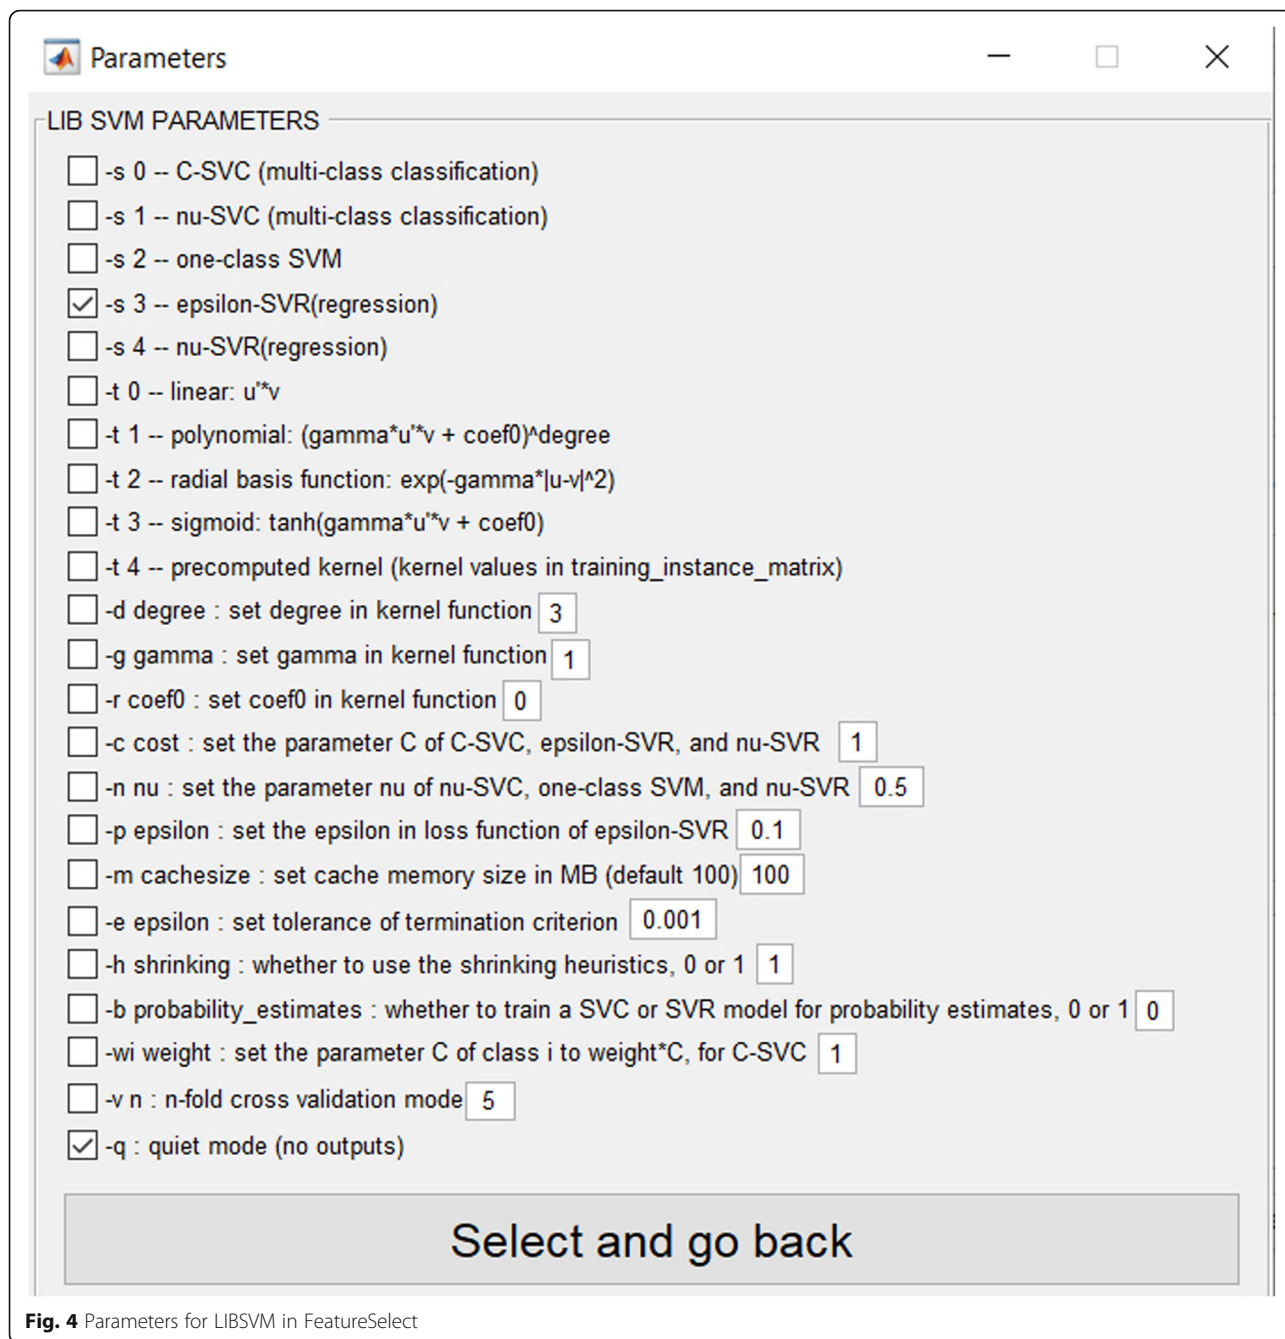 Parameters
LIB SVM PARAMETERS
-s 0 -- C-SVC (multi-class classification)
-s 1 -- nu-SVC (multi-class classification)
-s 2 -- one-class SVM
-s 3 -- epsilon-SVR(regression)
-s 4 -- nu-SVR(regression)
-t 0 -- linear: u'*v
-t 1 -- polynomial: (gamma*u'*v + coef0)^degree
-t 2 -- radial basis function: exp(-gamma*|u-v|^2)
-t 3 -- sigmoid: tanh(gamma*u'*v + coef0)
-t 4 -- precomputed kernel (kernel values in training_instance_matrix)
-d degree : set degree in kernel function 3
-g gamma : set gamma in kernel function 1
-r coef0 : set coef0 in kernel function 0
-c cost : set the parameter C of C-SVC, epsilon-SVR, and nu-SVR 1
-n nu : set the parameter nu of nu-SVC, one-class SVM, and nu-SVR 0.5
-p epsilon : set the epsilon in loss function of epsilon-SVR 0.1
-m cachesize : set cache memory size in MB (default 100) 100
-e epsilon : set tolerance of termination criterion 0.001
-h shrinking : whether to use the shrinking heuristics, 0 or 1 1
-b probability_estimates : whether to train a SVC or SVR model for probability estimates, 0 or 1 0
-wi weight : set the parameter C of class i to weight*C, for C-SVC 1
-v n : n-fold cross validation mode 5
-q : quiet mode (no outputs)
Select and go back
Fig. 4 Parameters for LIBSVM in FeatureSelect